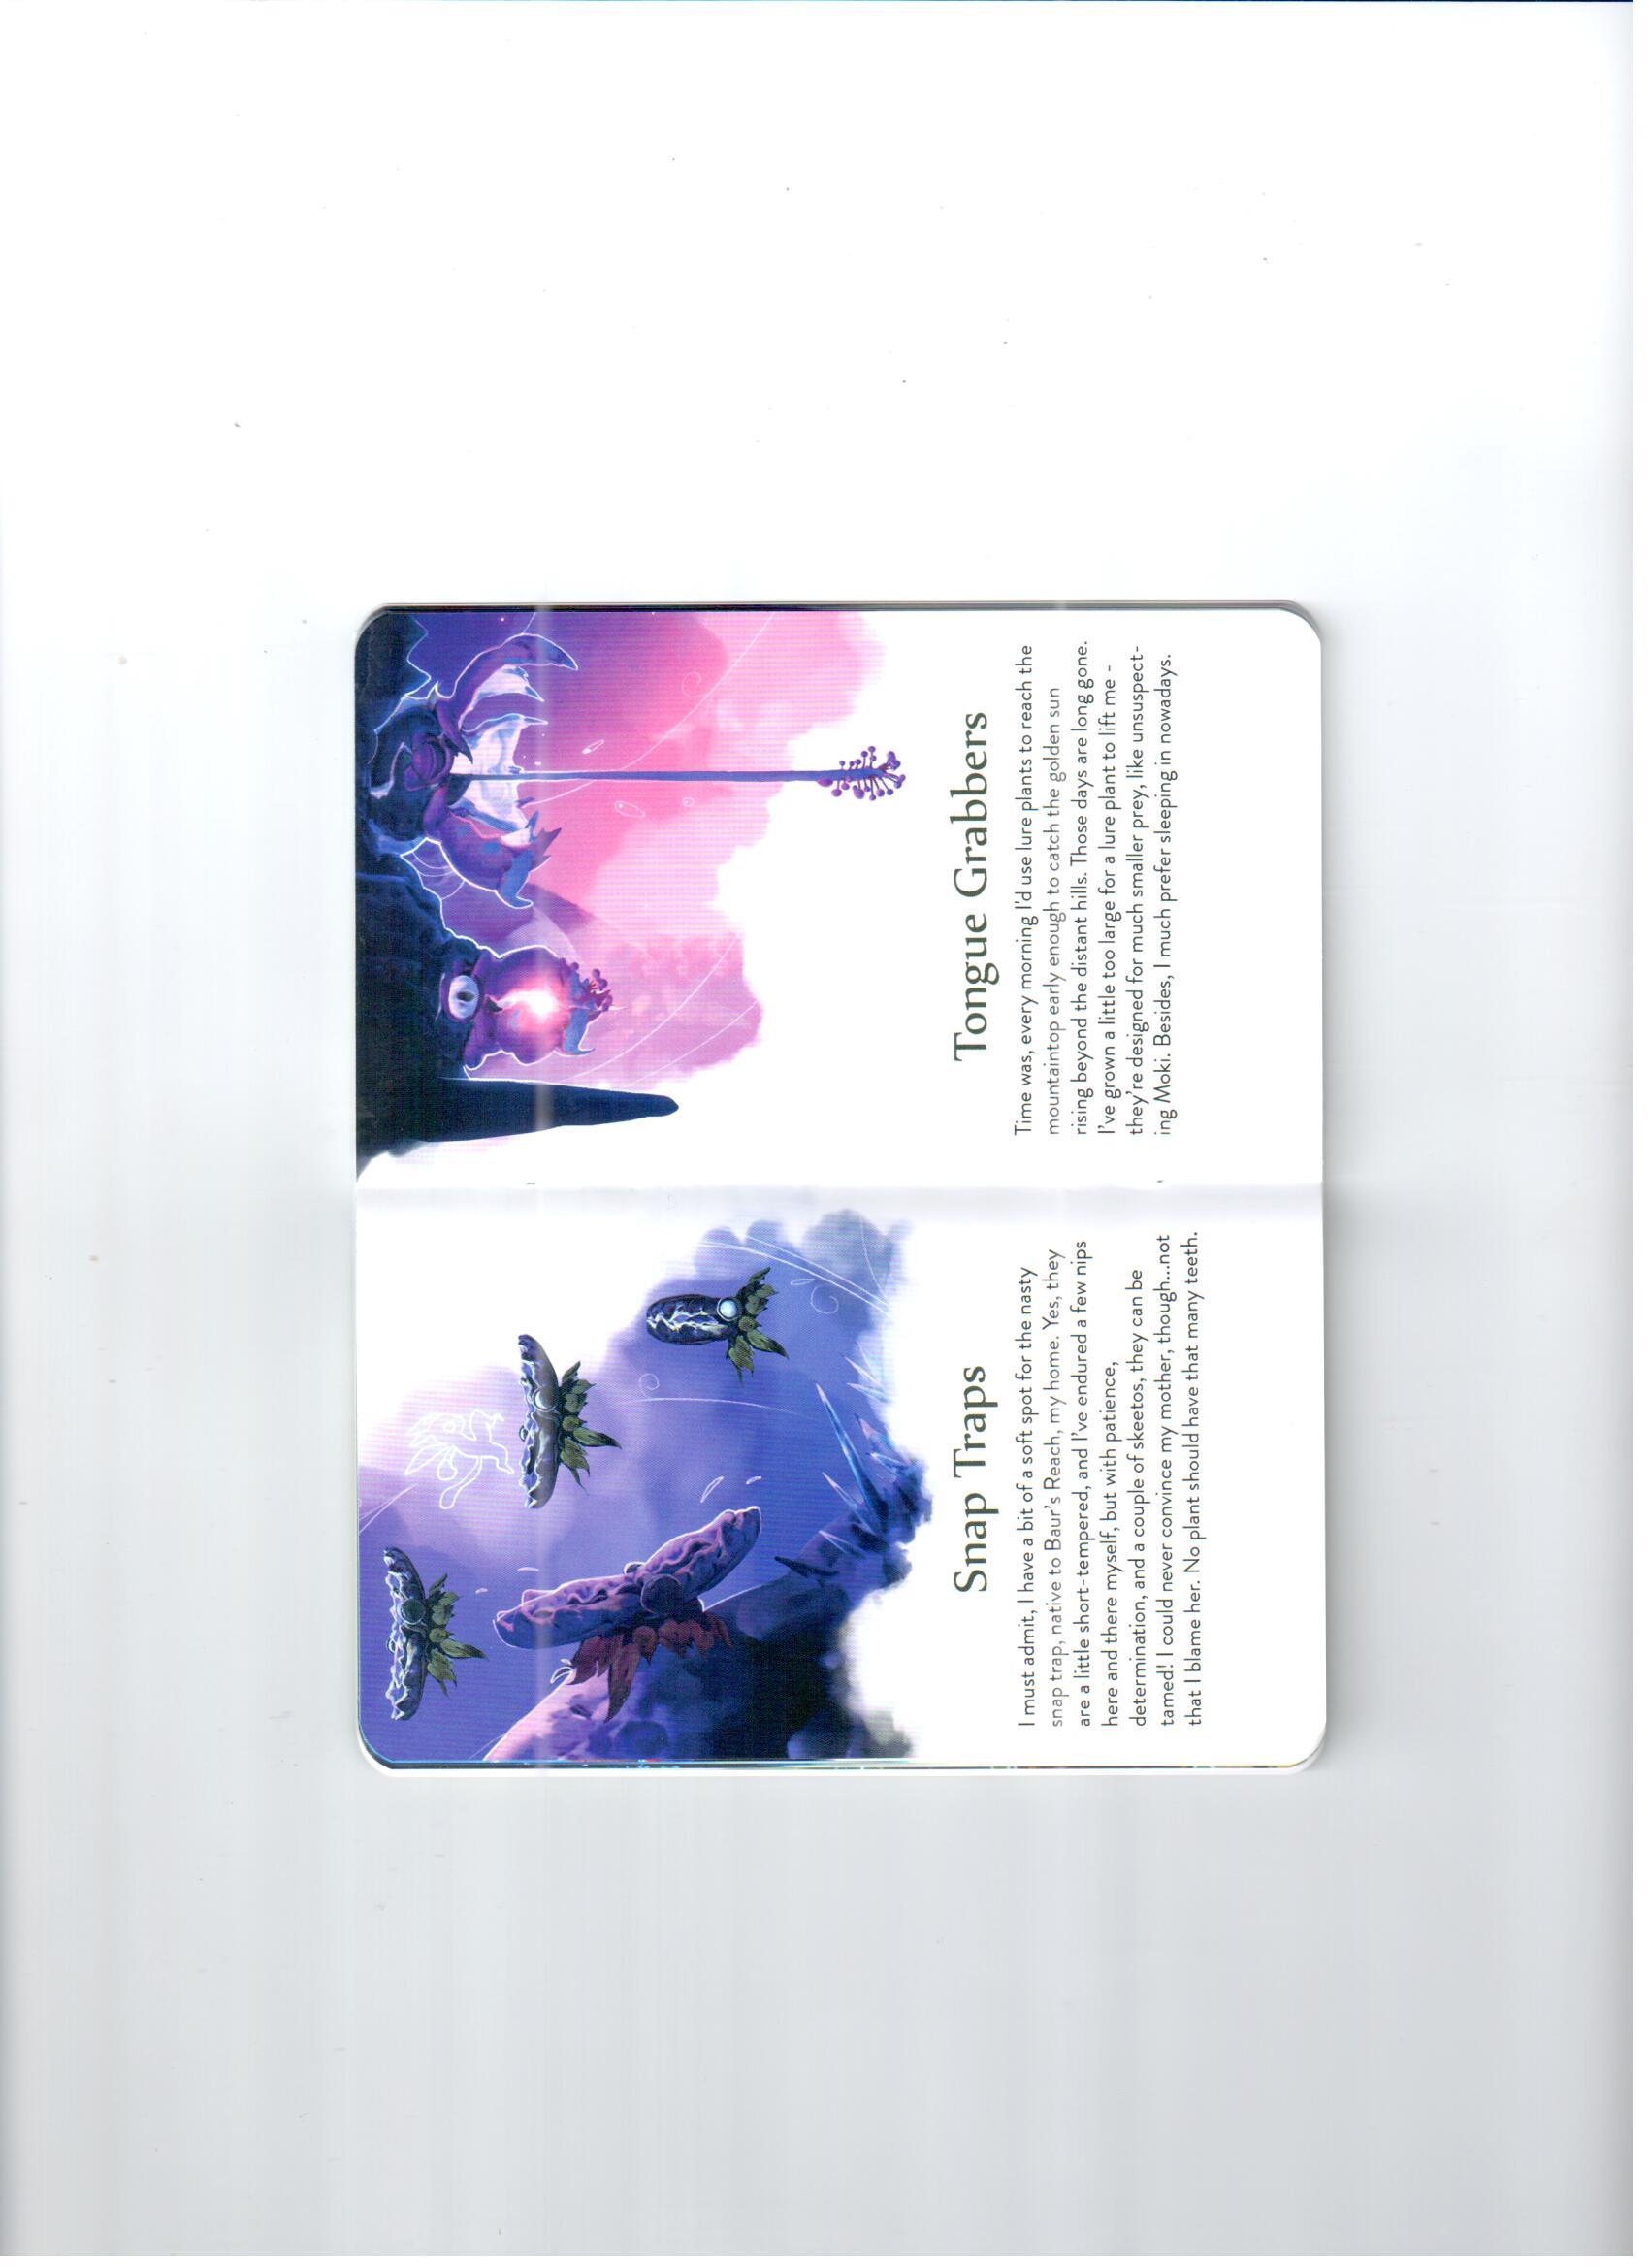 Snap Traps
I must admit, I have a bit of a soft spot for the nasty
snap trap, native to Baur's Reach, my home. Yes, they
are a little short-tempered, and I've endured a few nips
here and there myself, but with patience,
determination, and a couple of skeetos, they can be
tamed! I could never convince my mother, though...not
that I blame her. No plant should have that many teeth.
Tongue Grabbers
Time was, every morning I'd use lure plants to reach the
mountaintop early enough to catch the golden sun
rising beyond the distant hills. Those days are long gone.
I've grown a little too large for a lure plant to lift me -
they're designed for much smaller prey, like unsuspect-
ing Moki. Besides, I much prefer sleeping in nowadays.